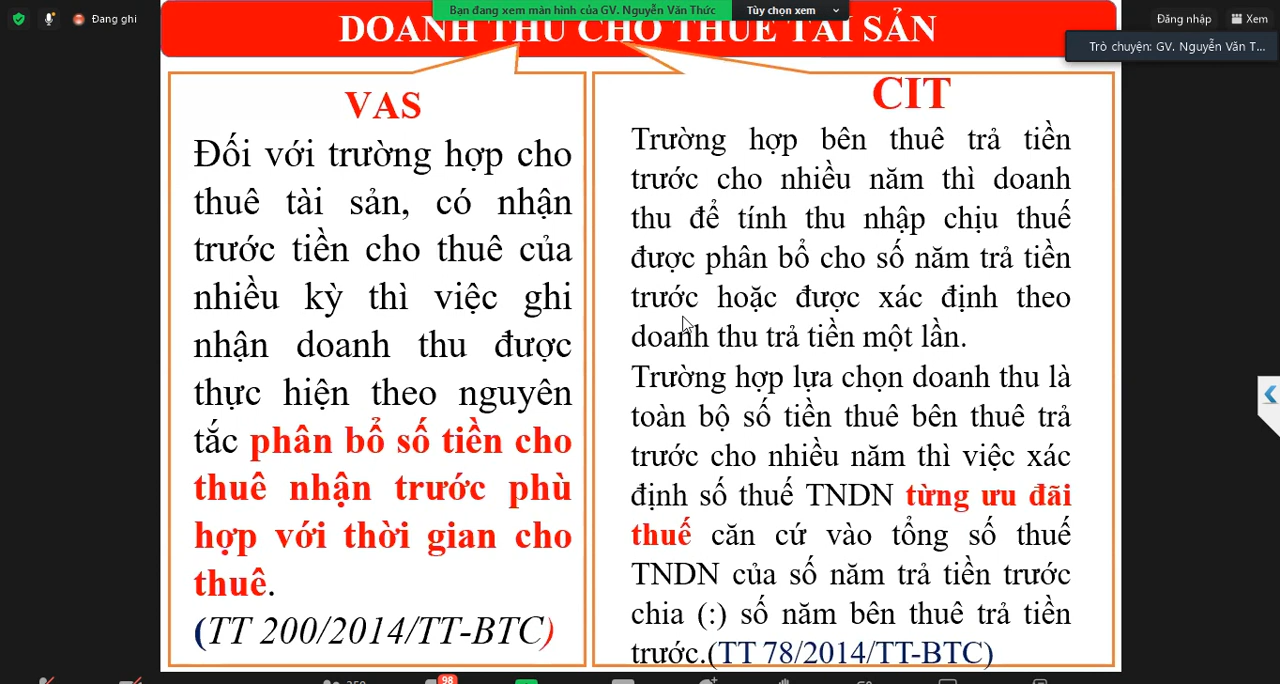 Đang ghi
Bạn đang xem màn hình của GV. Nguyễn Văn Thức
Tùy chọn xem
Đăng nhập
Xem
Trò chuyện: GV. Nguyễn Văn T...
DOANH THU CHO THUÊ TÀI SẢN
VAS
Đối với trường hợp cho
thuê tài sản, có nhận
trước tiền cho thuê của
nhiều kỳ thì việc ghi
nhận doanh thu được
thực hiện theo nguyên
tắc phân bổ số tiền cho
thuê nhận trước phù
hợp với thời gian cho
thuê.
(TT 200/2014/TT-BTC)
CIT
Trường hợp bên thuê trả tiền
trước cho nhiều năm thì doanh
thu để tính thu nhập chịu thuế
được phân bổ cho số năm trả tiền
trước hoặc được xác định theo
doanh thu trả tiền một lần.
Trường hợp lựa chọn doanh thu là
toàn bộ số tiền thuê bên thuê trả
trước cho nhiều năm thì việc xác
định số thuế TNDN từng ưu đãi
thuế căn cứ vào tổng số thuế
TNDN của số năm trả tiền trước
chia (:) số năm bên thuê trả tiền
trước.(TT 78/2014/TT-BTC)
98